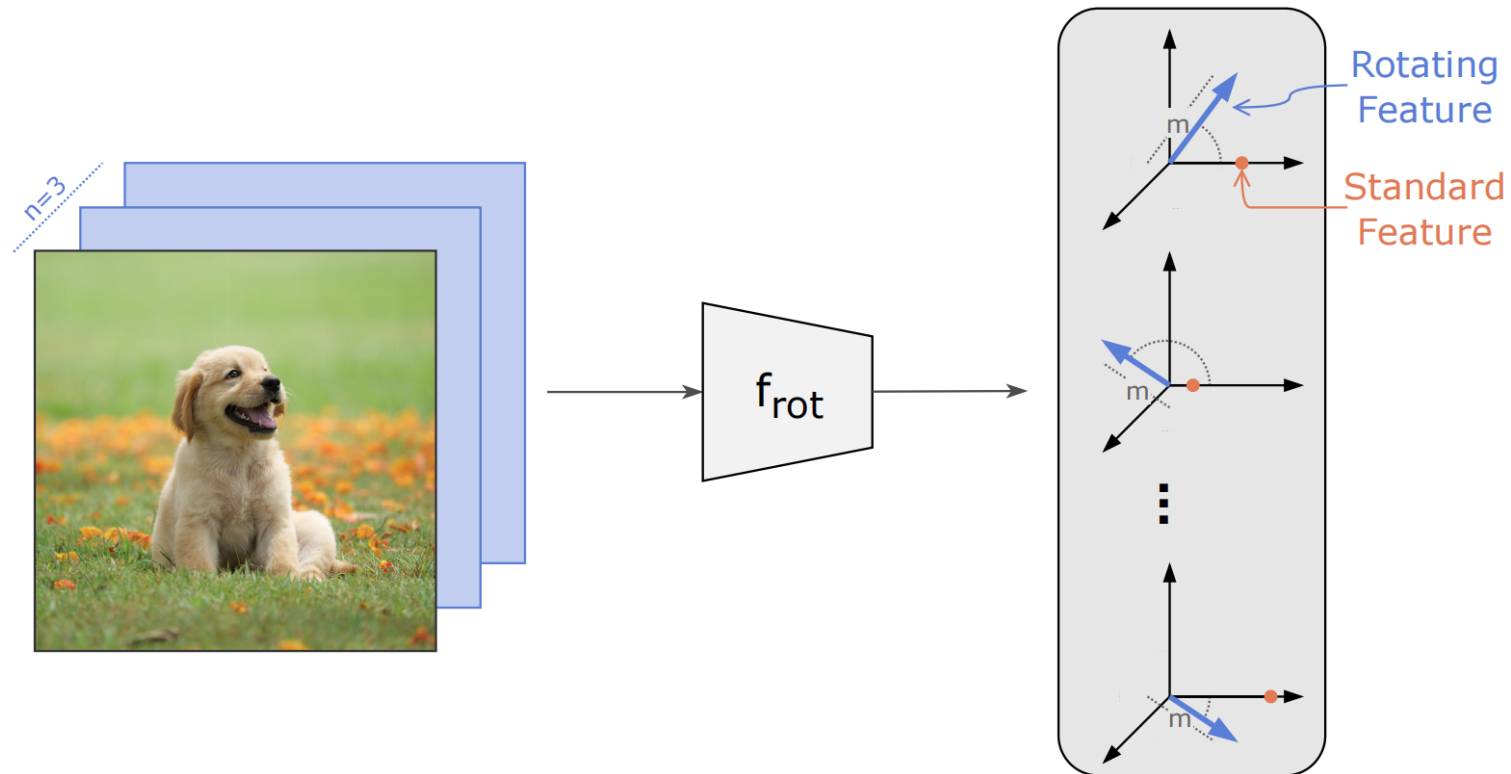 n=3
f_rot
Rotating
Feature
Standard
Feature
m
m
⋮
m